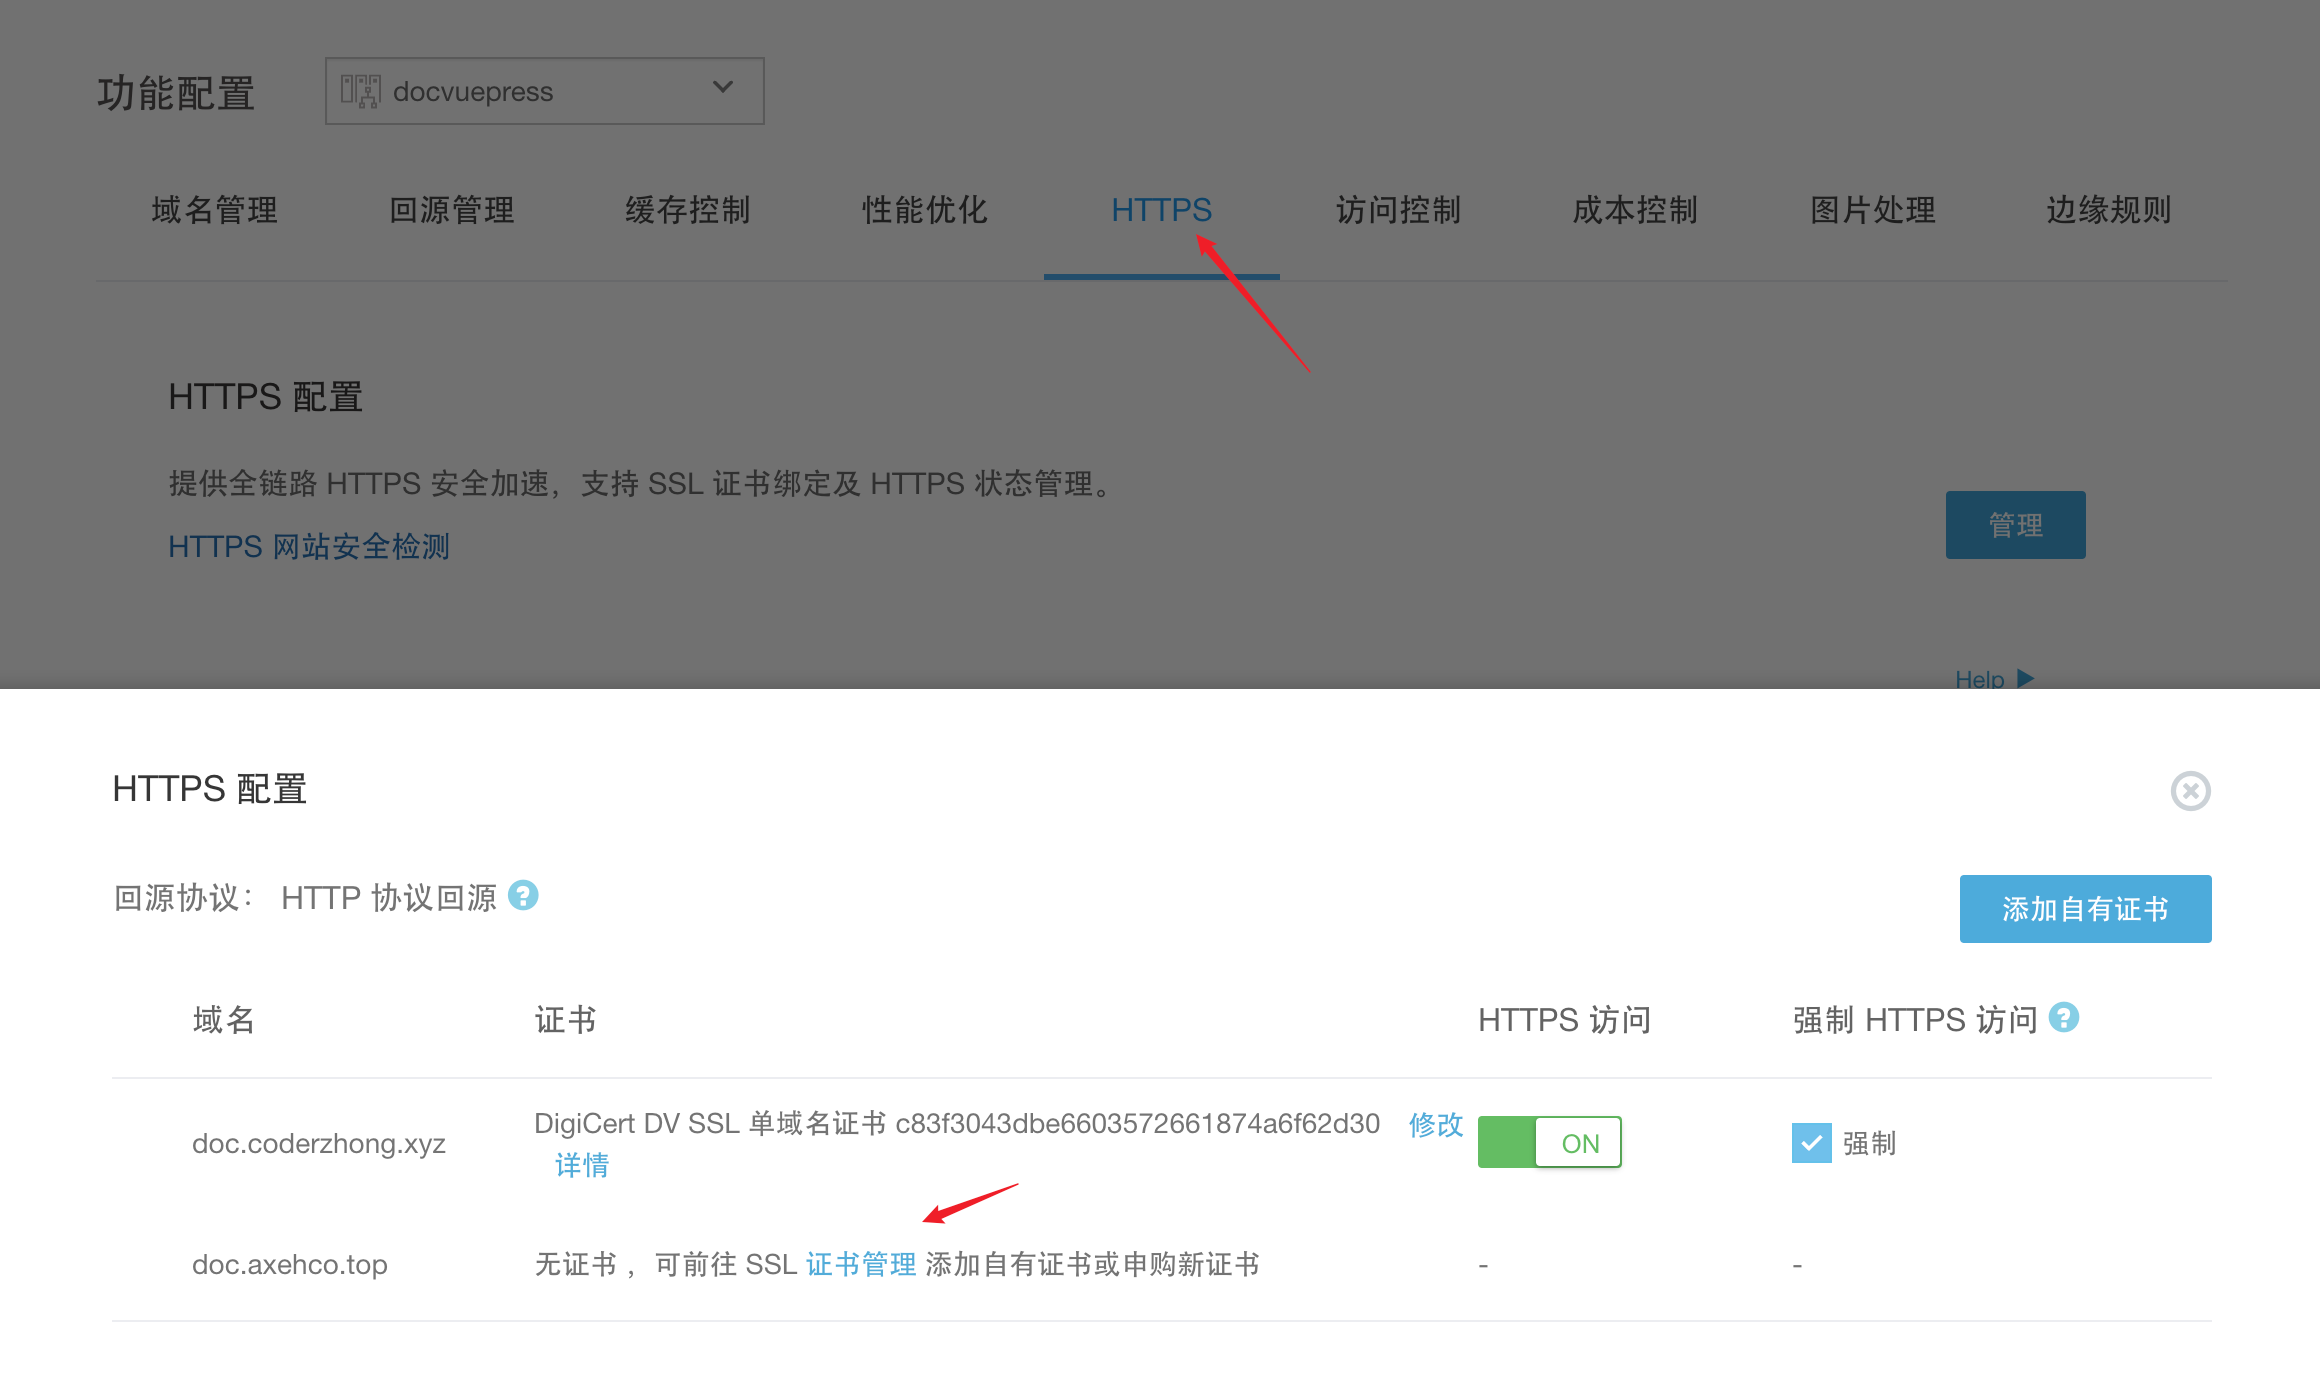 功能配置
docvuepress
域名管理 回源管理 缓存控制 性能优化 HTTPS 访问控制 成本控制 图片处理 边缘规则
HTTPS 配置
提供全链路 HTTPS 安全加速，支持 SSL 证书绑定及 HTTPS 状态管理。
管理
HTTPS 网站安全检测
Help
HTTPS 配置
回源协议： HTTP 协议回源
添加自有证书
域名 证书 HTTPS 访问 强制 HTTPS 访问
DigiCert DV SSL 单域名证书 c83f3043dbe6603572661874a6f62d30 修改
doc.coderzhong.xyz ON 强制
详情
doc.axehco.top 无证书 ，可前往 SSL 证书管理 添加自有证书或申购新证书 - -